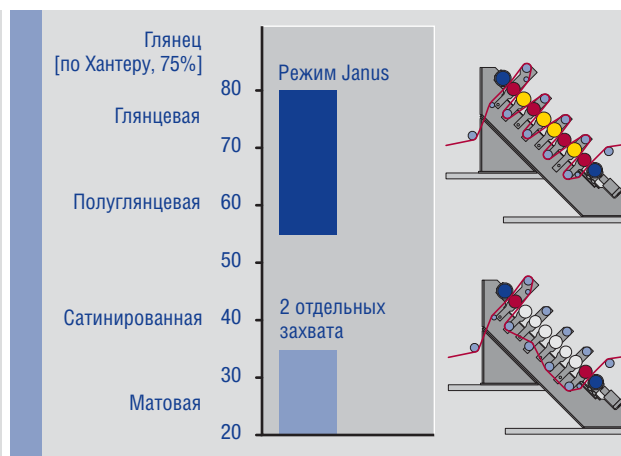 Глянец
[по Хантеру, 75%]
Режим Janus
80
Глянцевая
70
Полуглянцевая
60
50
2 отдельных
захвата
Сатинированная
40
30
Матовая
20